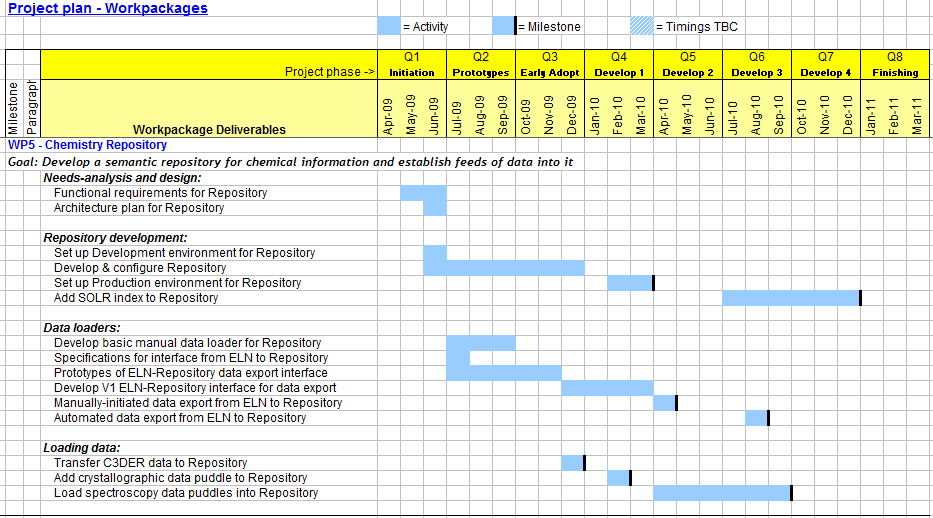 Project plan - Workpackages
= Activity = Milestone = Timings TBC
Q1 Q2 Q3 Q4 Q5 Q6 Q7 Q8
Project phase -> Initiation Prototypes Early Adopt Develop 1 Develop 2 Develop 3 Develop 4 Finishing
Milestone Paragraph Workpackage Deliverables Apr-09 May-09 Jun-09 Jul-09 Aug-09 Sep-09 Oct-09 Nov-09 Dec-09 Jan-10 Feb-10 Mar-10 Apr-10 May-10 Jun-10 Jul-10 Aug-10 Sep-10 Oct-10 Nov-10 Dec-10 Jan-11 Feb-11 Mar-11
WP5 - Chemistry Repository
Goal: Develop a semantic repository for chemical information and establish feeds of data into it
Needs-analysis and design:
Functional requirements for Repository
Architecture plan for Repository
Repository development:
Set up Development environment for Repository
Develop & configure Repository
Set up Production environment for Repository
Add SOLR index to Repository
Data loaders:
Develop basic manual data loader for Repository
Specifications for interface from ELN to Repository
Prototypes of ELN-Repository data export interface
Develop V1 ELN-Repository interface for data export
Manually-initiated data export from ELN to Repository
Automated data export from ELN to Repository
Loading data:
Transfer C3DER data to Repository
Add crystallographic data puddle to Repository
Load spectroscopy data puddles into Repository